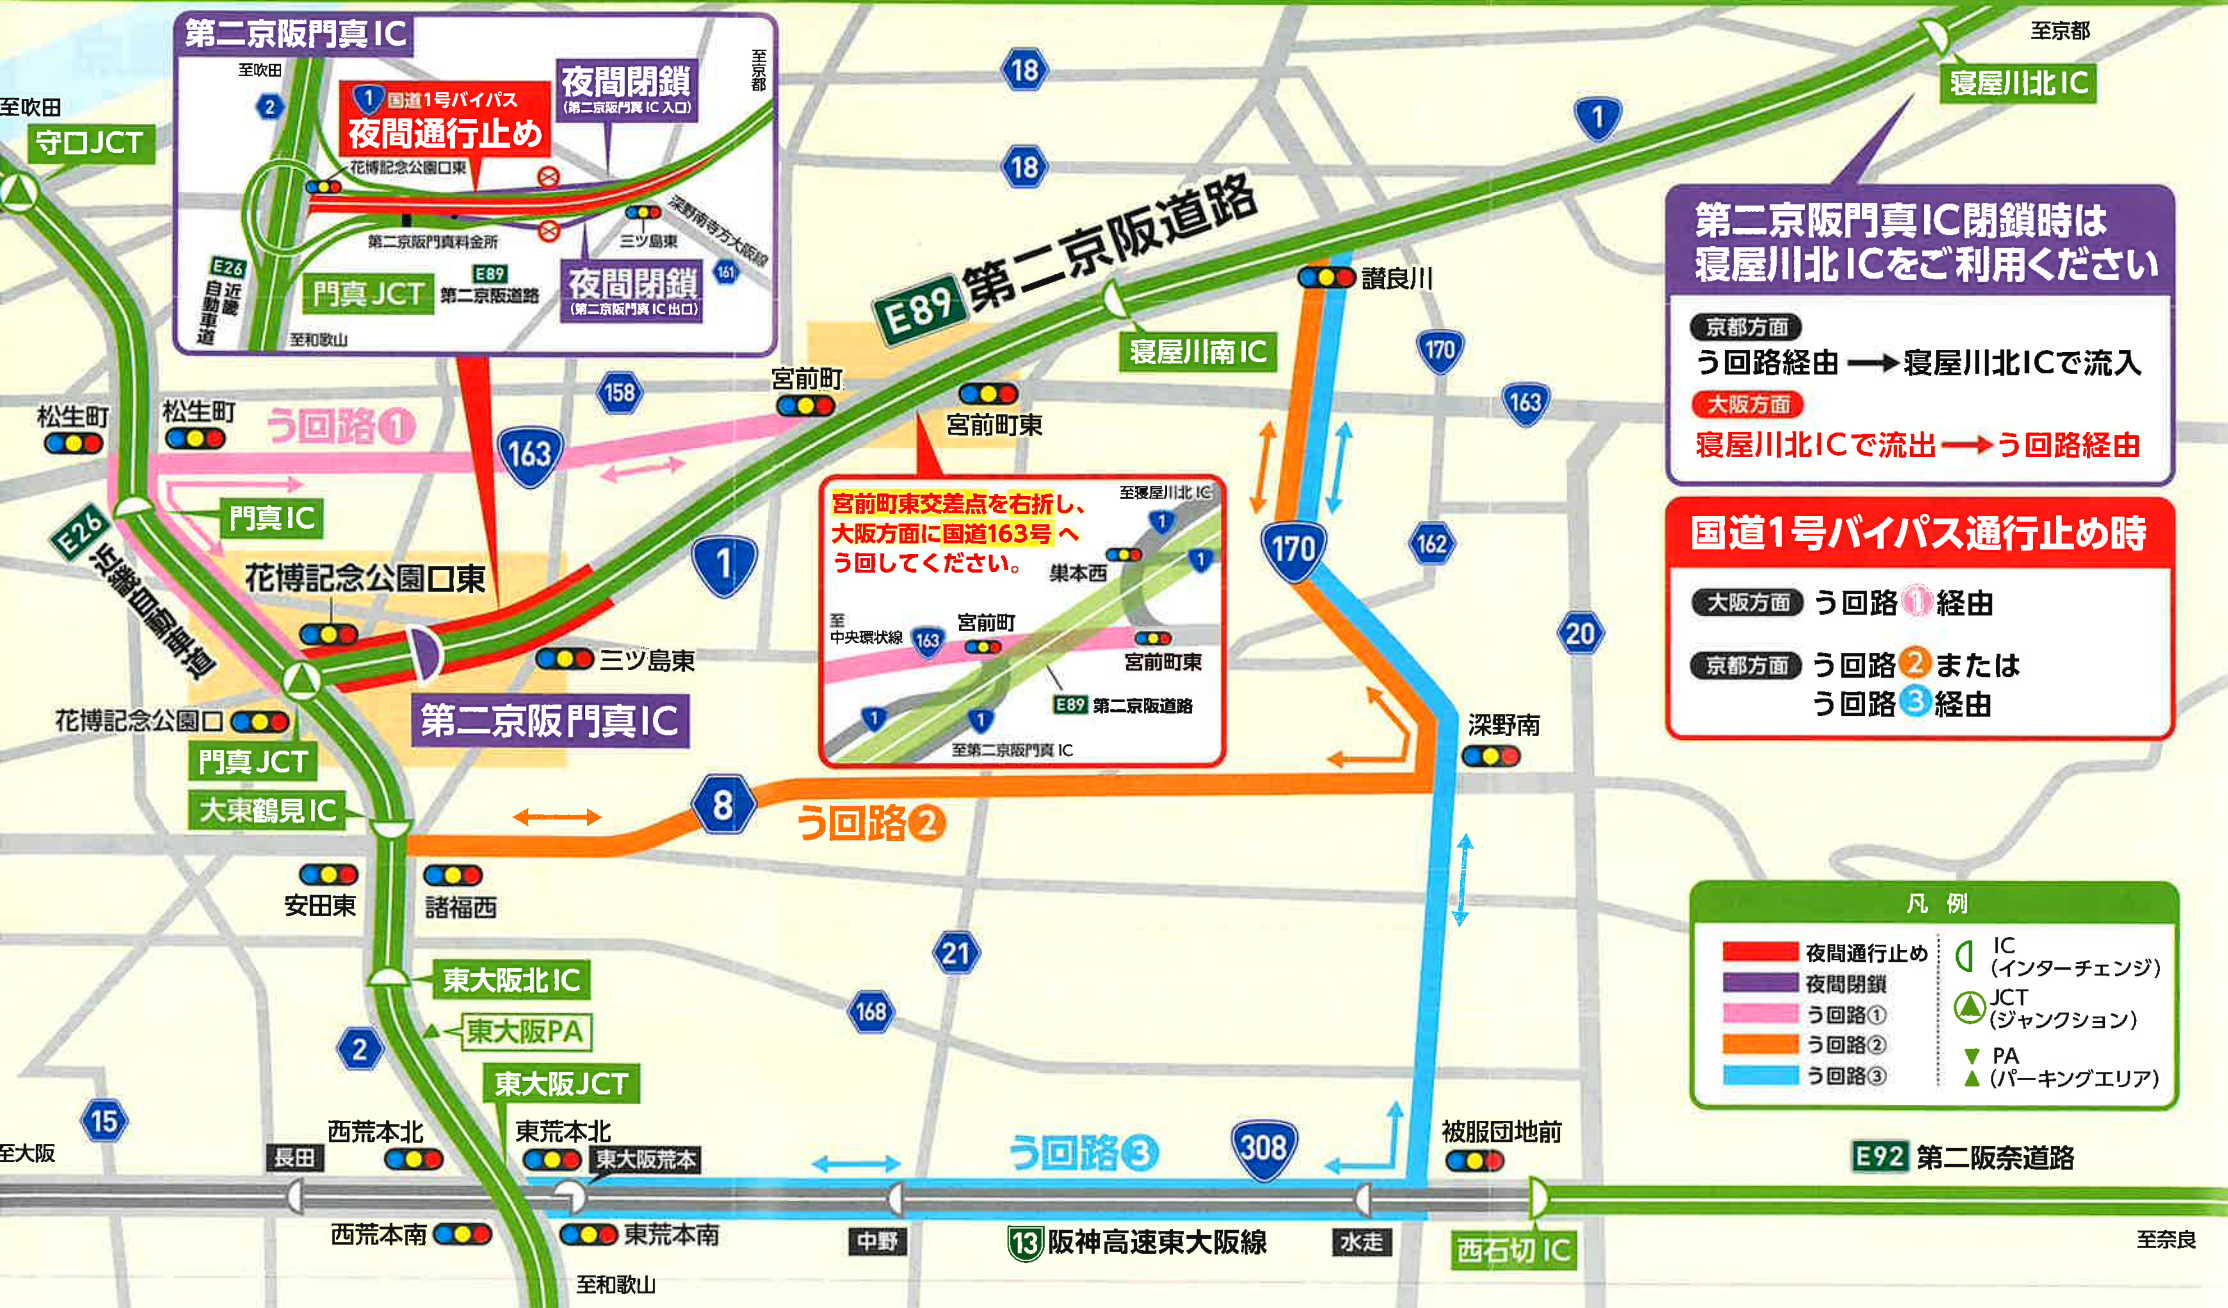 第二京阪門真IC
至吹田
2
1 国道1号バイパス
夜間通行止め
夜間閉鎖
(第二京阪門真IC入口)
至京都
花博記念公園口東
第二京阪門真料金所
三ツ島東
深野南寺方大阪線
161
E26
近畿自動車道
門真JCT
E89
第二京阪道路
夜間閉鎖
(第二京阪門真IC出口)
至和歌山
至吹田
守口JCT
18
18
1
至京都
寝屋川北IC
E89 第二京阪道路
讃良川
寝屋川南IC
170
163
第二京阪門真IC閉鎖時は
寝屋川北ICをご利用ください
京都方面
う回路経由→寝屋川北ICで流入
大阪方面
寝屋川北ICで流出→う回路経由
国道1号バイパス通行止め時
大阪方面 う回路①経由
京都方面 う回路②または
う回路③経由
松生町
松生町
う回路①
158
163
宮前町
宮前町東
門真IC
E26 近畿自動車道
花博記念公園口東
1
三ツ島東
第二京阪門真IC
花博記念公園口
門真JCT
大東鶴見IC
宮前町東交差点を右折し、
大阪方面に国道163号へ
う回してください。
至寝屋川北IC
1
1
巣本西
至
中央環状線
163
宮前町
宮前町東
E89 第二京阪道路
1
1
至第二京阪門真IC
170
162
20
深野南
8
う回路②
安田東
諸福西
東大阪北IC
東大阪PA
2
東大阪JCT
21
168
15
至大阪
長田
西荒本北
東荒本北
東大阪荒本
西荒本南
東荒本南
至和歌山
う回路③
308
被服団地前
中野
13 阪神高速東大阪線
水走
西石切IC
E92 第二阪奈道路
至奈良
凡 例
夜間通行止め
夜間閉鎖
う回路①
う回路②
う回路③
IC
(インターチェンジ)
JCT
(ジャンクション)
PA
(パーキングエリア)